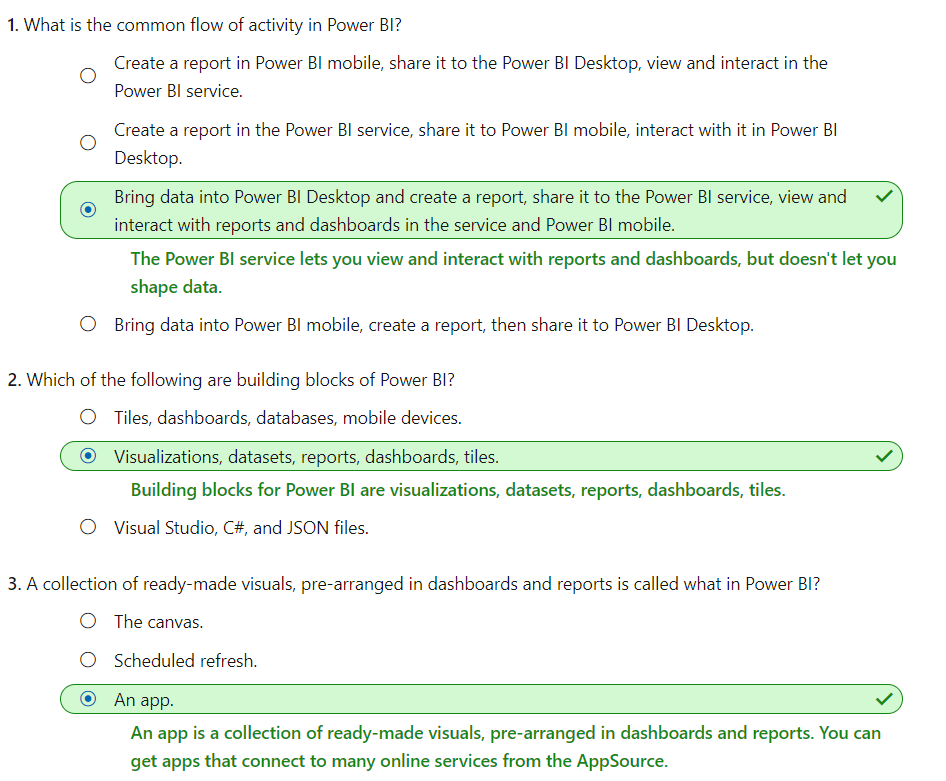 1. What is the common flow of activity in Power BI?
Create a report in Power BI mobile, share it to the Power BI Desktop, view and interact in the
Power BI service.
Create a report in the Power BI service, share it to Power BI mobile, interact with it in Power BI
Desktop.
Bring data into Power BI Desktop and create a report, share it to the Power BI service, view and
interact with reports and dashboards in the service and Power BI mobile.
The Power BI service lets you view and interact with reports and dashboards, but doesn't let you
shape data.
Bring data into Power BI mobile, create a report, then share it to Power BI Desktop.
2. Which of the following are building blocks of Power BI?
Tiles, dashboards, databases, mobile devices.
Visualizations, datasets, reports, dashboards, tiles.
Building blocks for Power BI are visualizations, datasets, reports, dashboards, tiles.
Visual Studio, C#, and JSON files.
3. A collection of ready-made visuals, pre-arranged in dashboards and reports is called what in Power BI?
The canvas.
Scheduled refresh.
An app.
An app is a collection of ready-made visuals, pre-arranged in dashboards and reports. You can
get apps that connect to many online services from the AppSource.